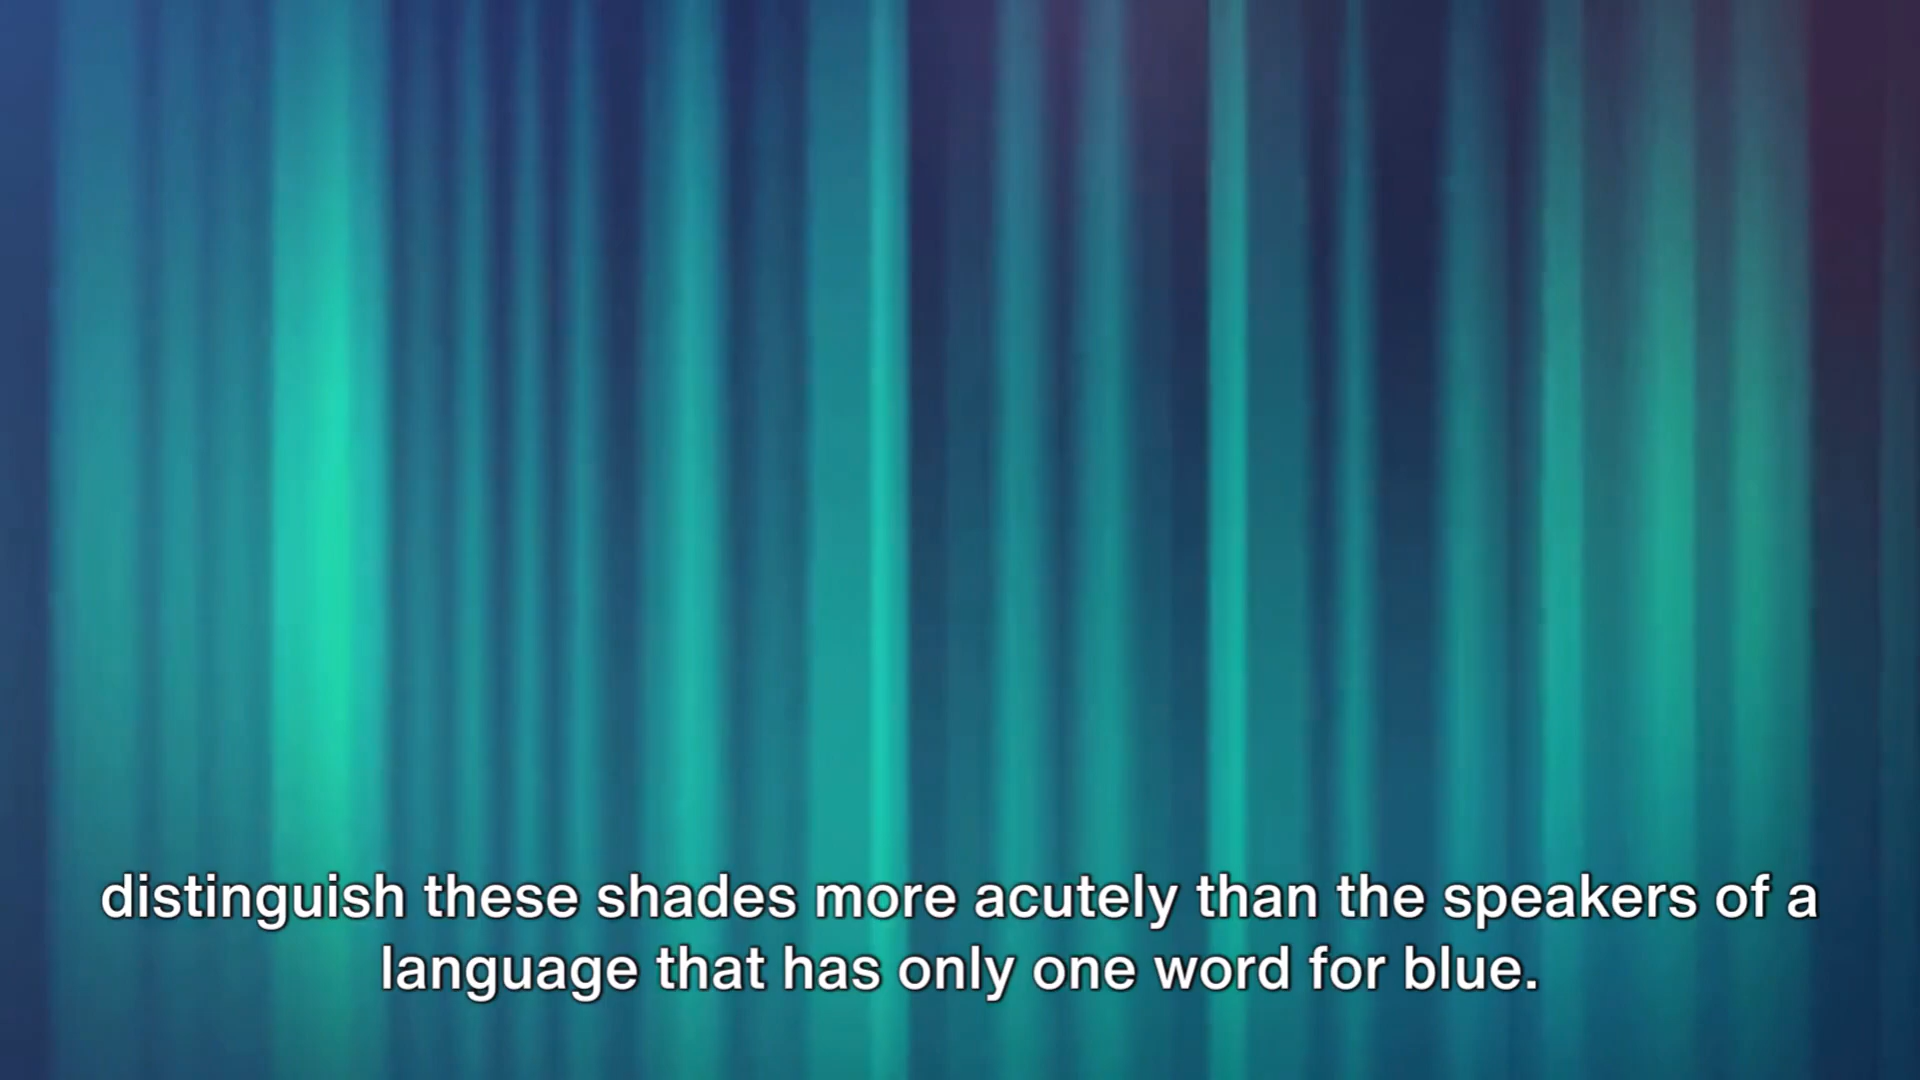 distinguish these shades more acutely than the speakers of a
language that has only one word for blue.